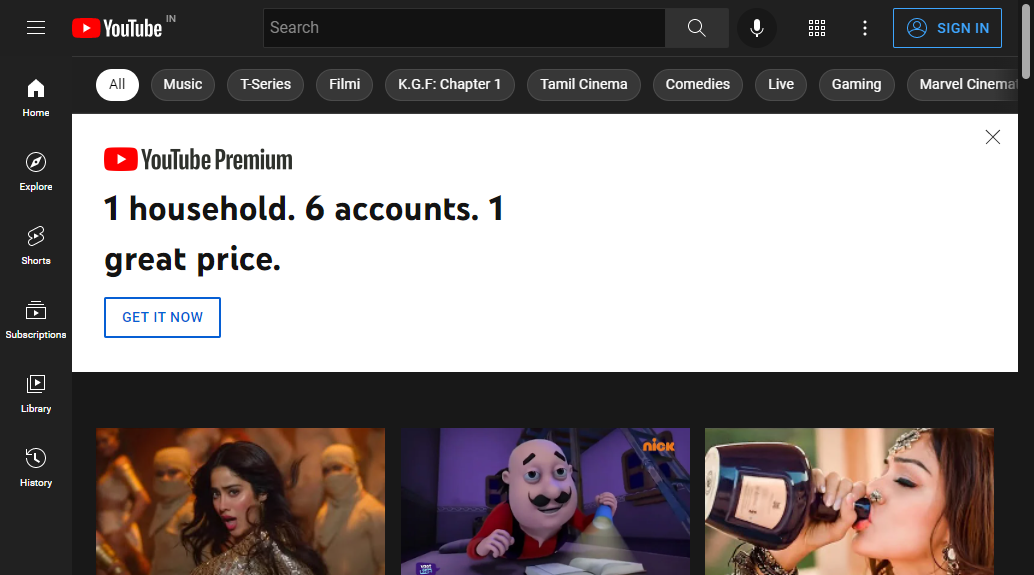 YouTube IN
Search
SIGN IN
All
Music
T-Series
Filmi
K.G.F: Chapter 1
Tamil Cinema
Comedies
Live
Gaming
Marvel Cinemat
Home
Explore
Shorts
Subscriptions
Library
History
YouTube Premium
1 household. 6 accounts. 1
great price.
GET IT NOW
nick